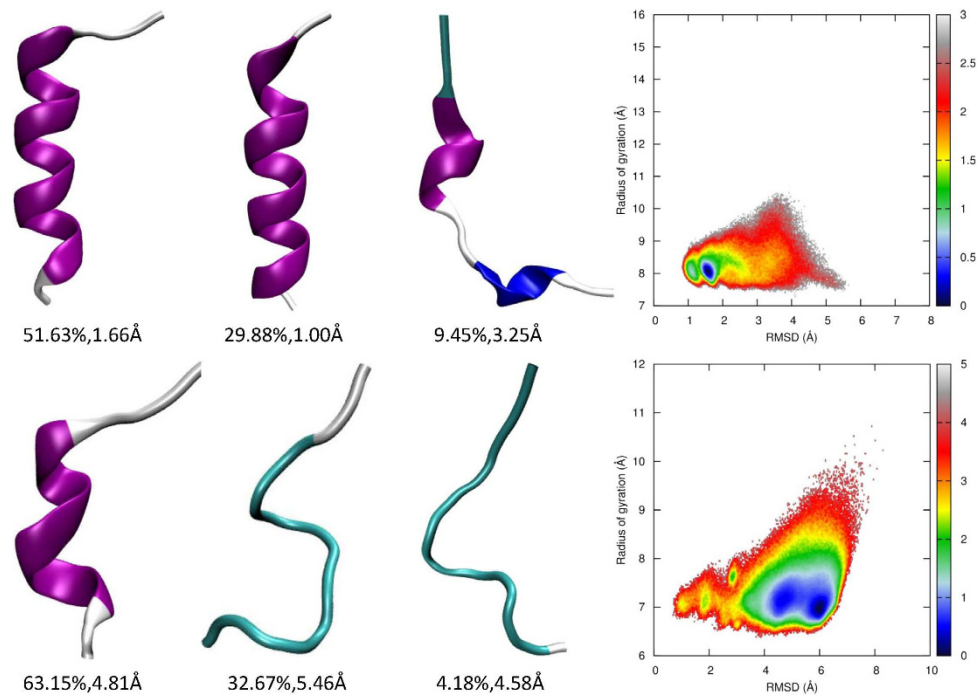 51.63%,1.66Å
29.88%,1.00Å
9.45%,3.25Å
Radius of gyration (Å)
16
15
14
13
12
11
10
9
8
7
0 1 2 3 4 5 6 7 8
RMSD (Å)
3
2.5
2
1.5
1
0.5
0
63.15%,4.81Å
32.67%,5.46Å
4.18%,4.58Å
Radius of gyration (Å)
12
11
10
9
8
7
6
0 2 4 6 8 10
RMSD (Å)
5
4
3
2
1
0